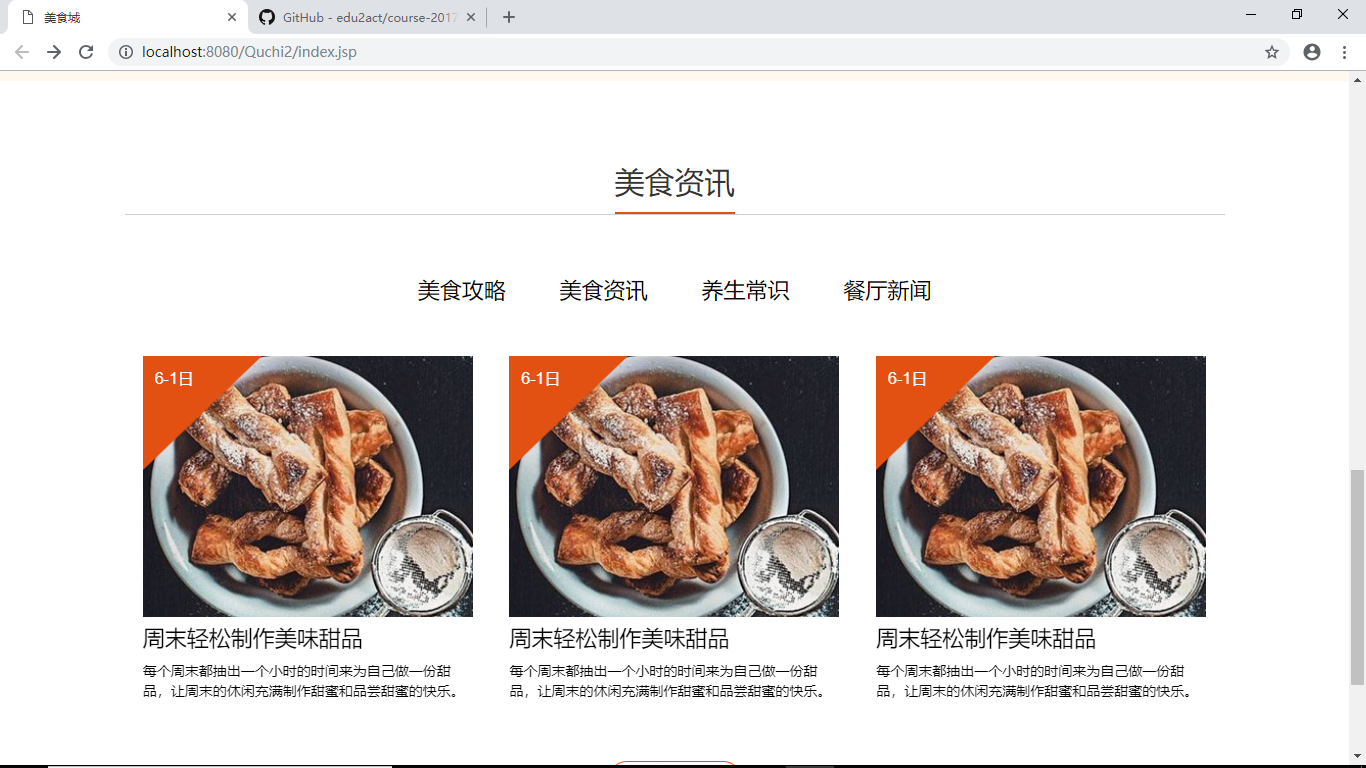 美食城
GitHub - edu2act/course-2017
localhost:8080/Quchi2/index.jsp
美食资讯
美食攻略 美食资讯 养生常识 餐厅新闻
6-1日
周末轻松制作美味甜品
每个周末都抽出一个小时的时间来为自己做一份甜
品，让周末的休闲充满制作甜蜜和品尝甜蜜的快乐。
6-1日
周末轻松制作美味甜品
每个周末都抽出一个小时的时间来为自己做一份甜
品，让周末的休闲充满制作甜蜜和品尝甜蜜的快乐。
6-1日
周末轻松制作美味甜品
每个周末都抽出一个小时的时间来为自己做一份甜
品，让周末的休闲充满制作甜蜜和品尝甜蜜的快乐。